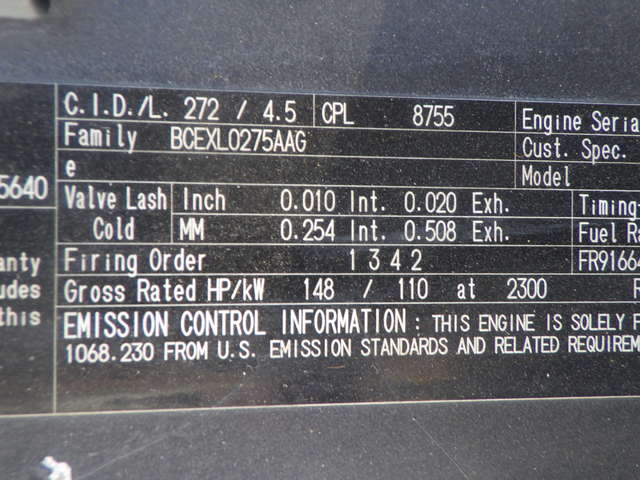 C.I.D./L. 272 / 4.5 CPL 8755 Engine Seria
Family BCEXL0275AAG Cust. Spec.
e Model
5640 Valve Lash Inch 0.010 Int. 0.020 Exh. Timing-
Cold MM 0.254 Int. 0.508 Exh. Fuel Ra
anty Firing Order 1 3 4 2 FR9166
udes Gross Rated HP/kW 148 / 110 at 2300
this EMISSION CONTROL INFORMATION : THIS ENGINE IS SOLELY F
1068.230 FROM U.S. EMISSION STANDARDS AND RELATED REQUIREM